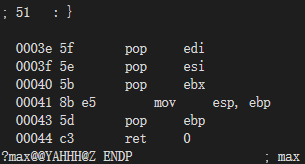 ; 51   : }
0003e 5f pop edi
0003f 5e pop esi
00040 5b pop ebx
00041 8b e5 mov esp, ebp
00043 5d pop ebp
00044 c3 ret 0
?max@@YAHHH@Z ENDP ; max